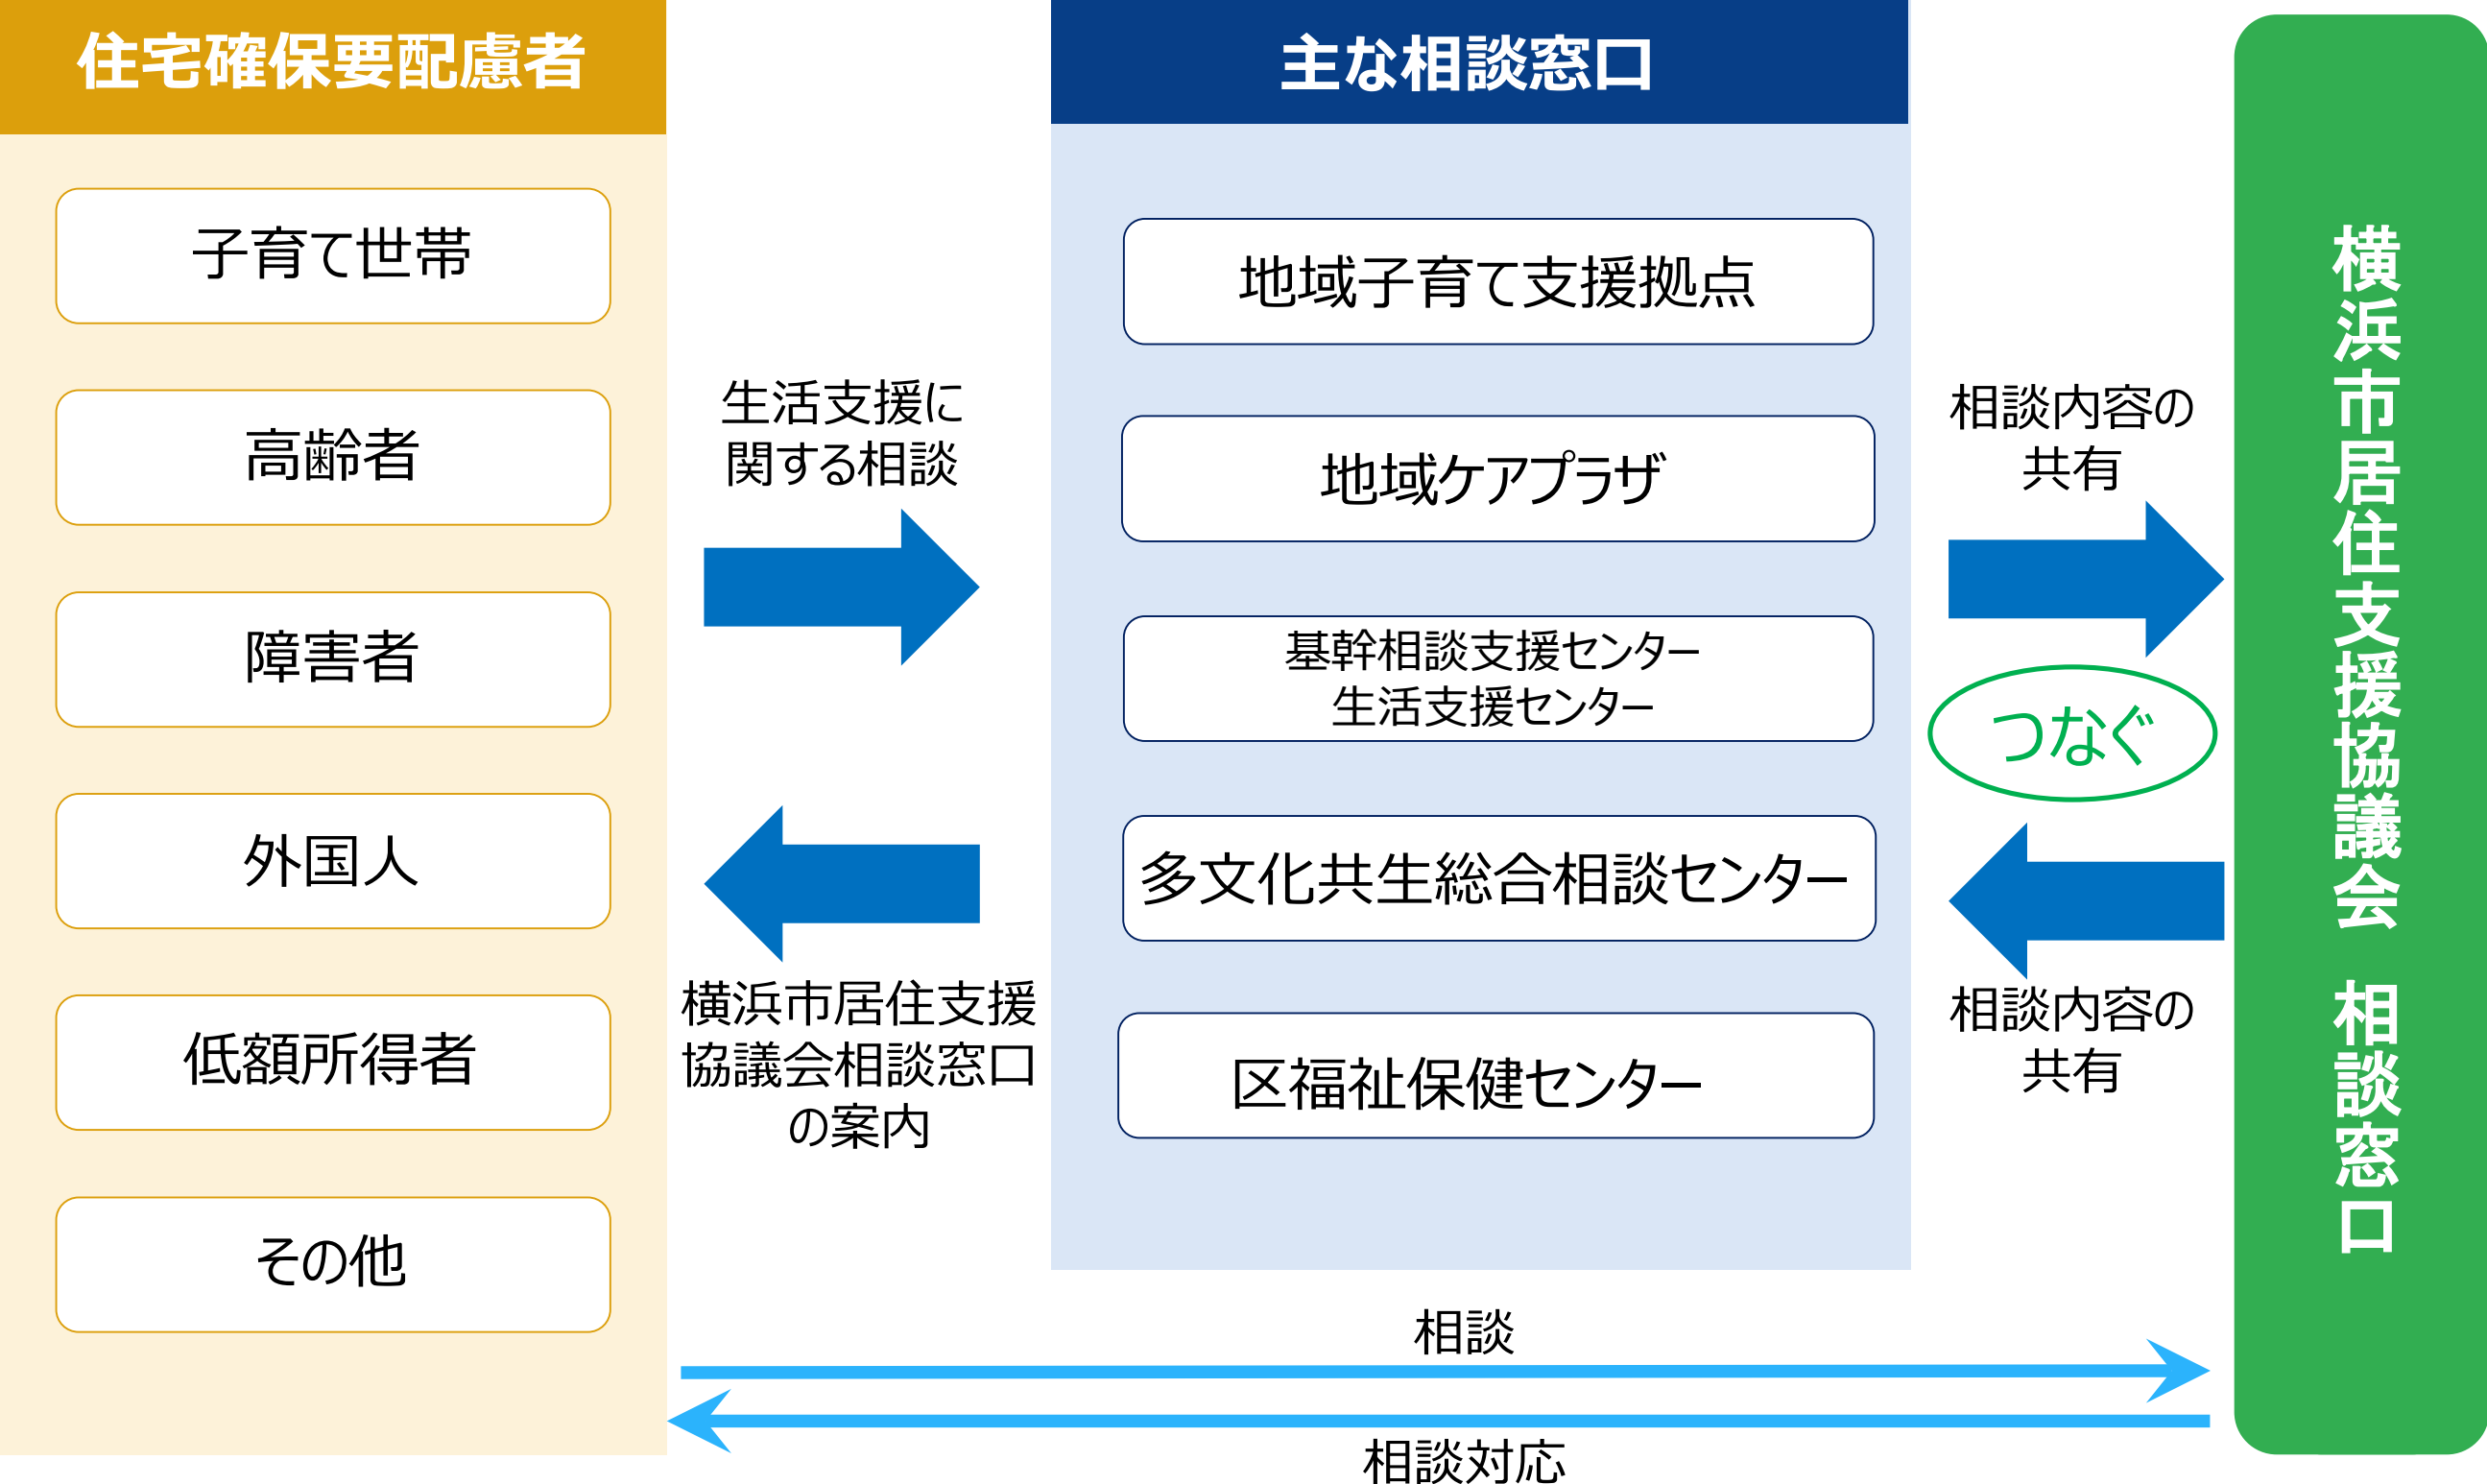 住宅確保要配慮者
子育て世帯
高齢者
障害者
外国人
低額所得者
その他
生活支援に
関する相談
横浜市居住支援
協議会相談窓口
の案内
主な相談窓口
地域子育て支援拠点
地域ケアプラザ
基幹相談支援センター
生活支援センター
多文化共生総合相談センター
区福祉保健センター
相談内容の
共有
つなぐ
相談内容の
共有
横浜市居住支援協議会　相談窓口
相談
相談対応